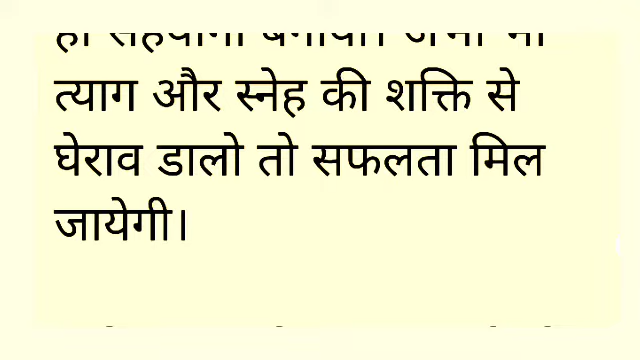 त्याग और स्नेह की शक्ति से
घेराव डालो तो सफलता मिल
जायेगी।